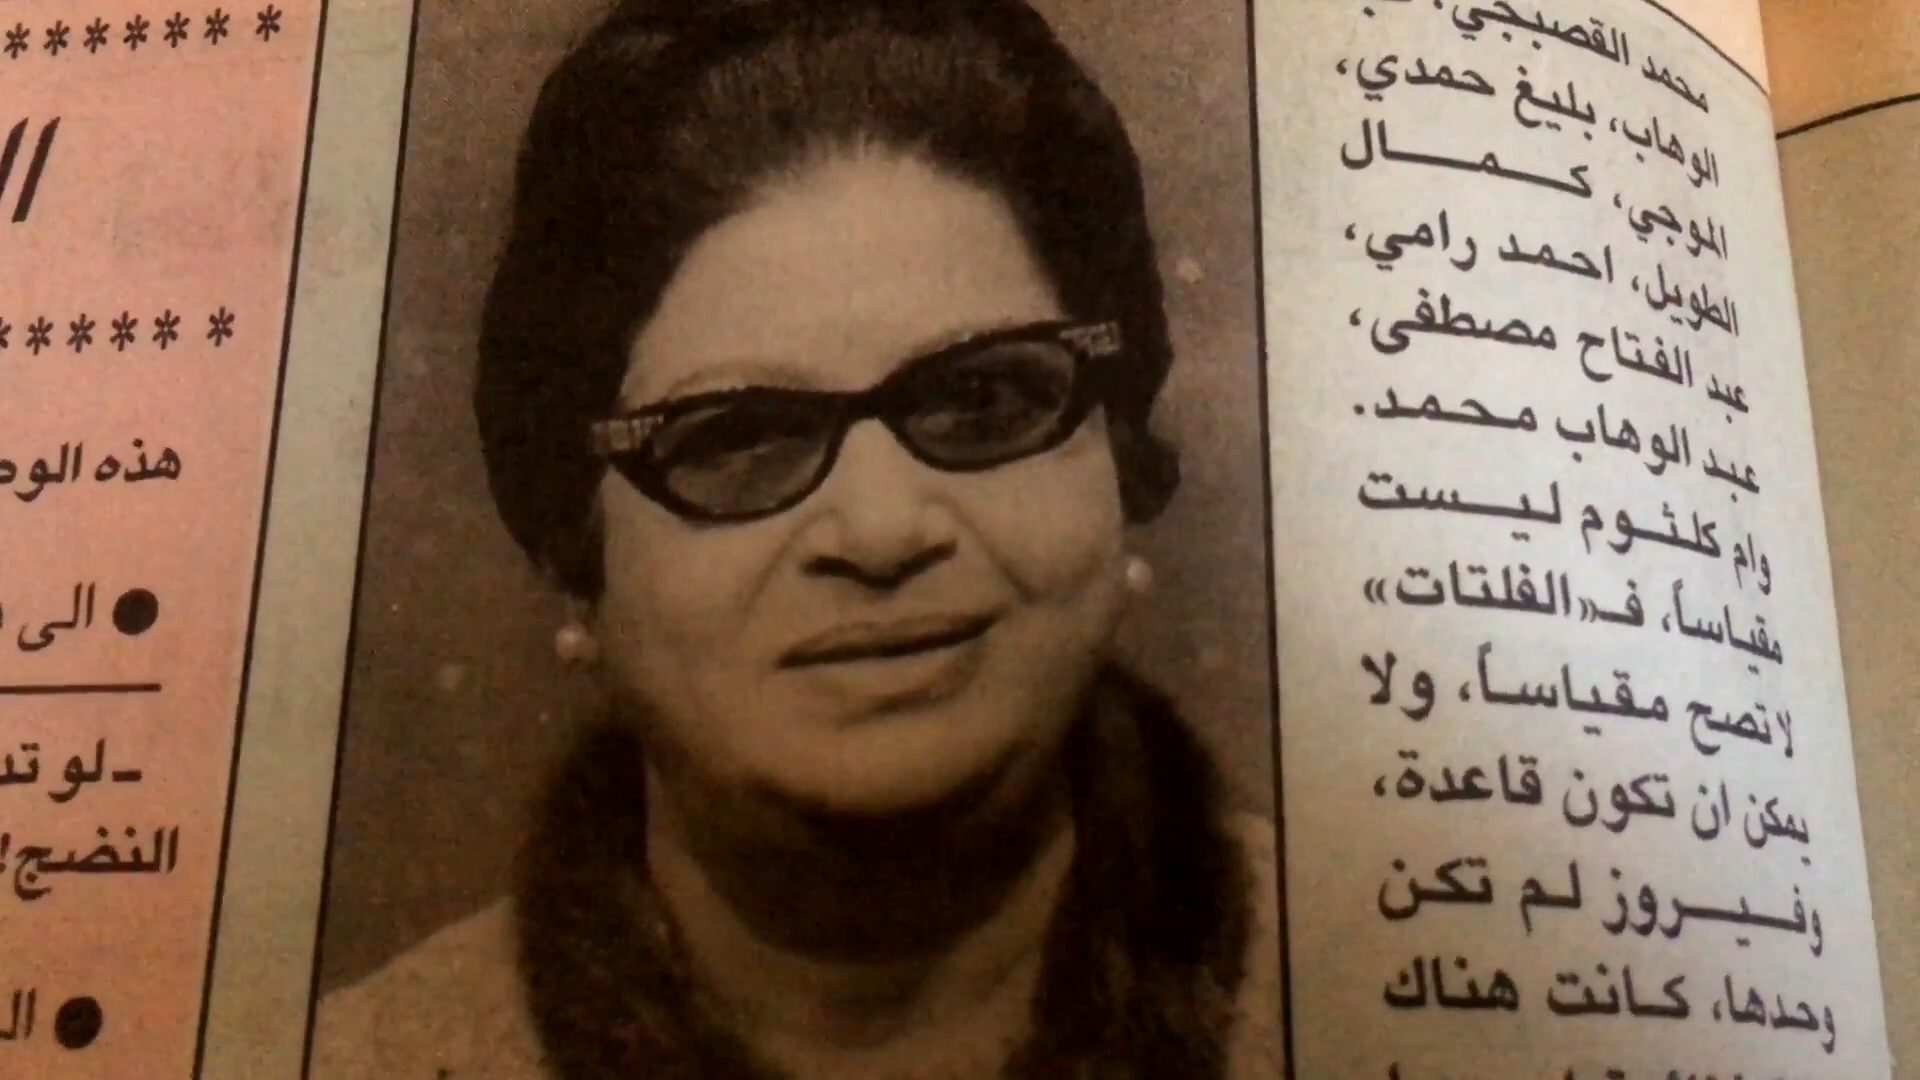 محمد القصبجي،
الوهاب، بليغ حمدي،
الموجي، كمال
الطويل، احمد رامي،
عبد الفتاح مصطفى،
عبد الوهاب محمد.
وام كلثوم ليست
مقياساً، فـ«الفلتات»
لاتصح مقياساً، ولا
يمكن ان تكون قاعدة،
وفيروز لم تكن
وحدها، كانت هناك
* * * * * * *
* * * * * *
هذه
● الى
ـ لو
النضج!
●